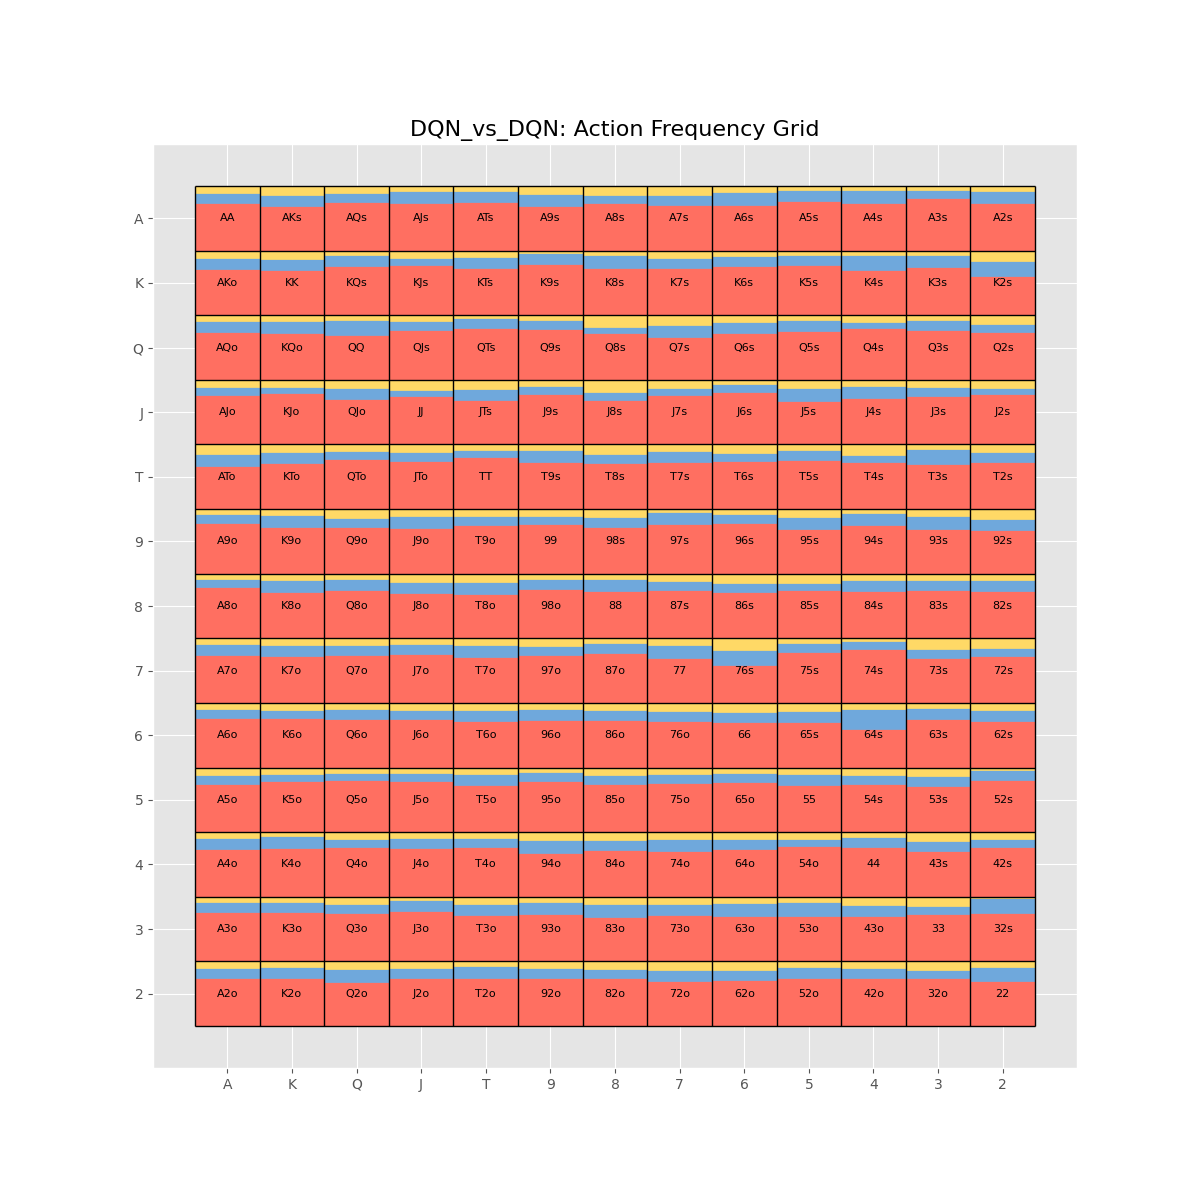 DQN_vs_DQN: Action Frequency Grid
A AA AKs AQs AJs ATs A9s A8s A7s A6s A5s A4s A3s A2s
K AKo KK KQs KJs KTs K9s K8s K7s K6s K5s K4s K3s K2s
Q AQo KQo QQ QJs QTs Q9s Q8s Q7s Q6s Q5s Q4s Q3s Q2s
J AJo KJo QJo JJ JTs J9s J8s J7s J6s J5s J4s J3s J2s
T ATo KTo QTo JTo TT T9s T8s T7s T6s T5s T4s T3s T2s
9 A9o K9o Q9o J9o T9o 99 98s 97s 96s 95s 94s 93s 92s
8 A8o K8o Q8o J8o T8o 98o 88 87s 86s 85s 84s 83s 82s
7 A7o K7o Q7o J7o T7o 97o 87o 77 76s 75s 74s 73s 72s
6 A6o K6o Q6o J6o T6o 96o 86o 76o 66 65s 64s 63s 62s
5 A5o K5o Q5o J5o T5o 95o 85o 75o 65o 55 54s 53s 52s
4 A4o K4o Q4o J4o T4o 94o 84o 74o 64o 54o 44 43s 42s
3 A3o K3o Q3o J3o T3o 93o 83o 73o 63o 53o 43o 33 32s
2 A2o K2o Q2o J2o T2o 92o 82o 72o 62o 52o 42o 32o 22
A K Q J T 9 8 7 6 5 4 3 2